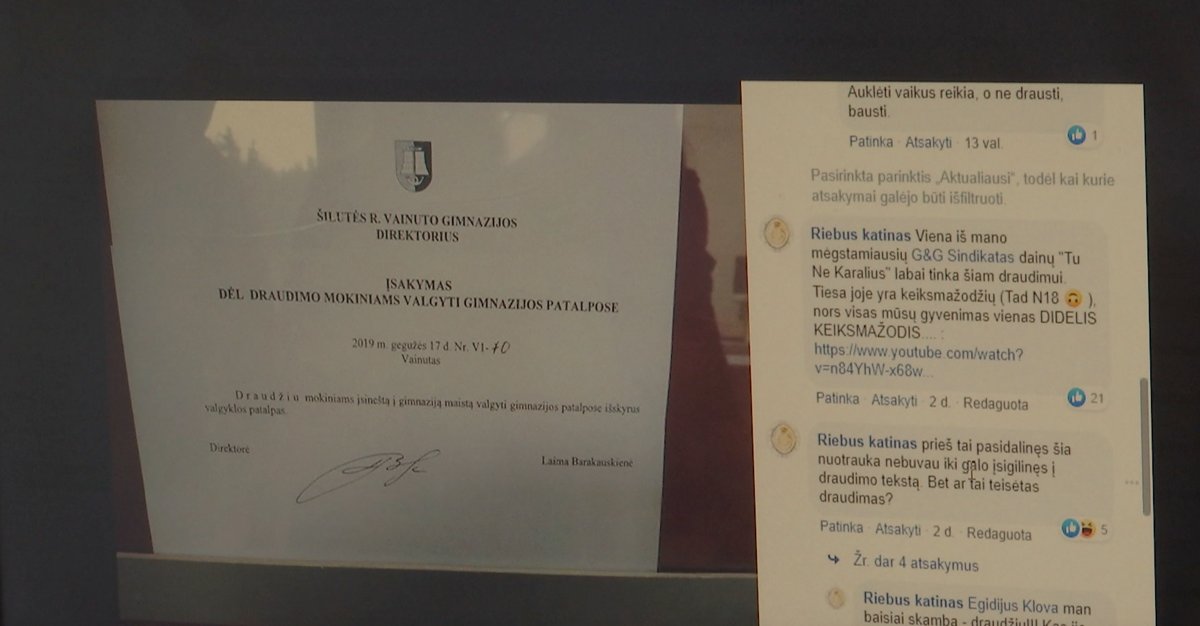 ŠILUTĖS R. VAINUTO GIMNAZIJOS
DIREKTORIUS
ĮSAKYMAS
DĖL DRAUDIMO MOKINIAMS VALGYTI GIMNAZIJOS PATALPOSE
2019 m. gegužės 17 d. Nr. V1-70
Vainutas
Draudžiu mokiniams įsineštą į gimnaziją maistą valgyti gimnazijos patalpose išskyrus
valgyklos patalpas.
Direktorė
Laima Barakauskienė
Auklėti vaikus reikia, o ne drausti,
bausti.
Patinka · Atsakyti · 13 val.
1
Pasirinkta parinktis „Aktualiausi“, todėl kai kurie
atsakymai galėjo būti išfiltruoti.
Riebus katinas Viena iš mano
mėgstamiausių G&G Sindikatas dainų "Tu
Ne Karalius" labai tinka šiam draudimui.
Tiesa joje yra keiksmažodžių (Tad N18 🙃 ),
nors visas mūsų gyvenimas vienas DIDELIS
KEIKSMAŽODIS.... :
https://www.youtube.com/watch?
v=n84YhW-x68w...
Patinka · Atsakyti · 2 d. · Redaguota
21
Riebus katinas prieš tai pasidalinęs šia
nuotrauka nebuvau iki galo įsigilinęs į
draudimo tekstą. Bet ar tai teisėtas
draudimas?
Patinka · Atsakyti · 2 d. · Redaguota
5
Žr. dar 4 atsakymus
Riebus katinas Egidijus Klova man
baisiai skamba - draudžiu!!!